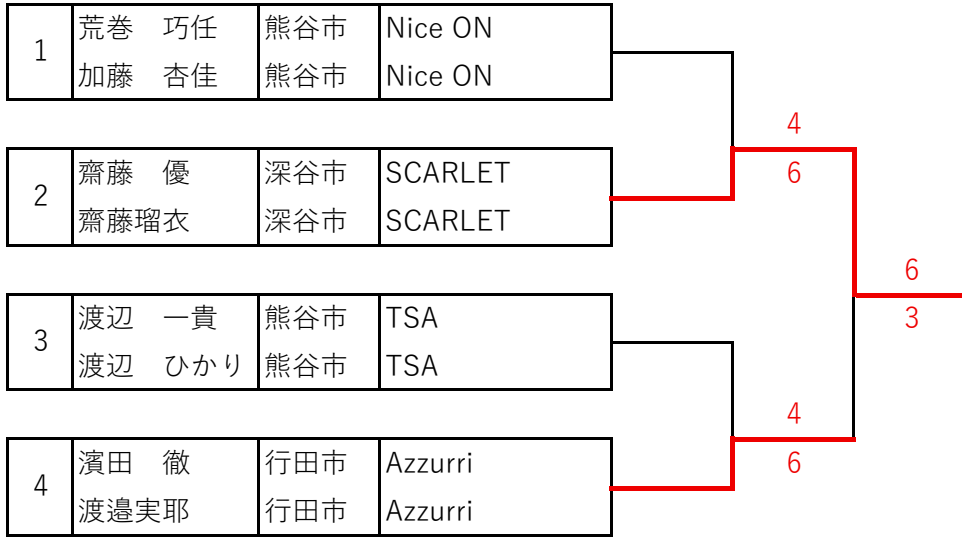 1
荒巻　巧任 熊谷市 Nice ON
加藤　杏佳 熊谷市 Nice ON
4
6
2
齋藤　優 深谷市 SCARLET
齋藤瑠衣 深谷市 SCARLET
6
3
3
渡辺　一貴 熊谷市 TSA
渡辺　ひかり 熊谷市 TSA
4
6
4
濱田　徹 行田市 Azzurri
渡邉実耶 行田市 Azzurri